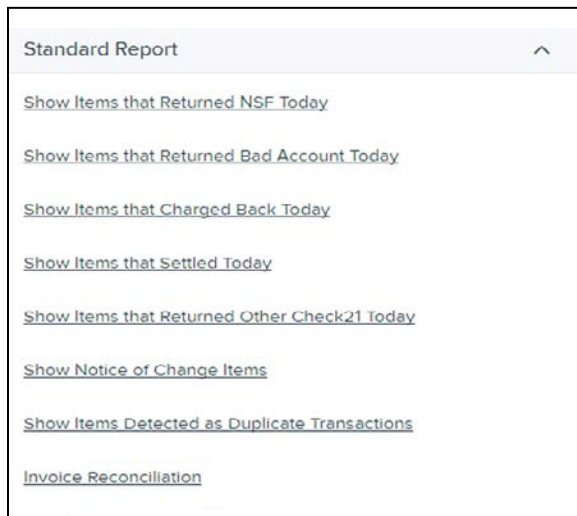 Standard Report
Show Items that Returned NSF Today
Show Items that Returned Bad Account Today
Show Items that Charged Back Today
Show Items that Settled Today
Show Items that Returned Other Check21 Today
Show Notice of Change Items
Show Items Detected as Duplicate Transactions
Invoice Reconciliation